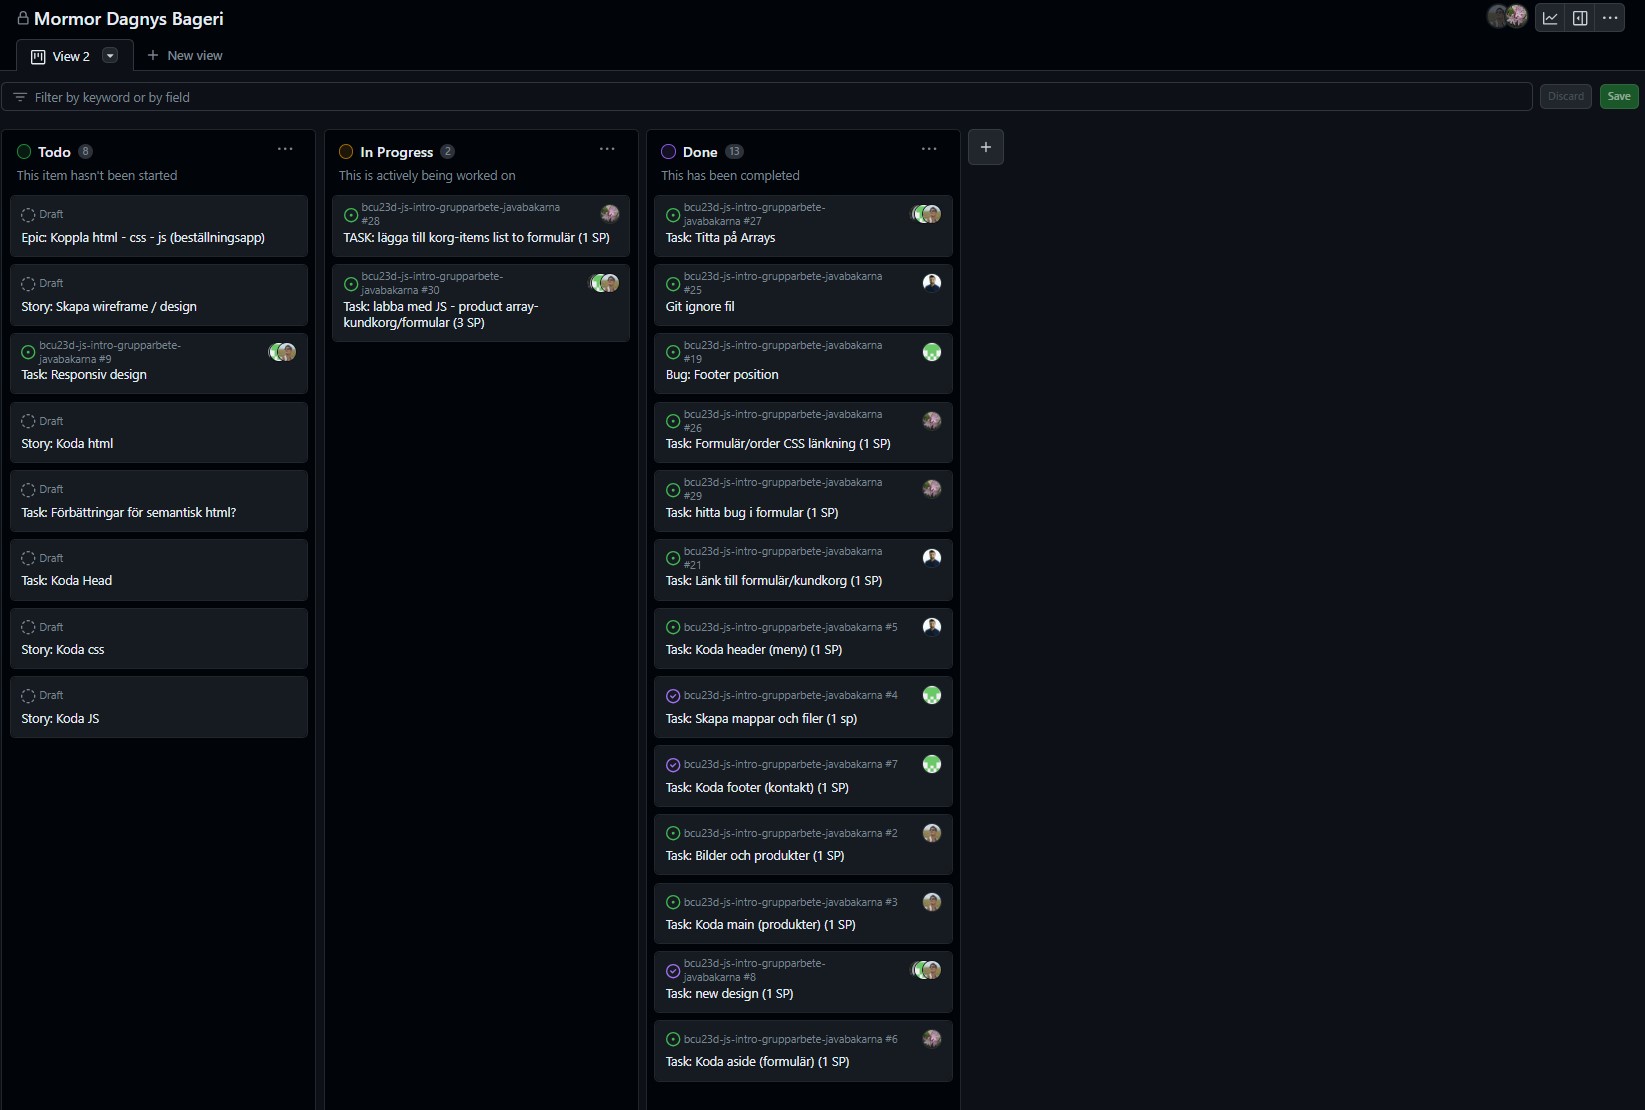 Mormor Dagnys Bageri
View 2
New view
Filter by keyword or by field
Discard
Save
Todo 8
This item hasn't been started
Draft
Epic: Koppla html - css - js (beställningsapp)
Draft
Story: Skapa wireframe / design
bcu23d-js-intro-grupparbete-
javabakarna #9
Task: Responsiv design
Draft
Story: Koda html
Draft
Task: Förbättringar för semantisk html?
Draft
Task: Koda Head
Draft
Story: Koda css
Draft
Story: Koda JS
In Progress 2
This is actively being worked on
bcu23d-js-intro-grupparbete-javabakarna
#28
TASK: lägga till korg-items list to formulär (1 SP)
bcu23d-js-intro-grupparbete-
javabakarna #30
Task: labba med JS - product array-
kundkorg/formular (3 SP)
Done 13
This has been completed
bcu23d-js-intro-grupparbete-
javabakarna #27
Task: Titta på Arrays
bcu23d-js-intro-grupparbete-javabakarna
#25
Git ignore fil
bcu23d-js-intro-grupparbete-javabakarna
#19
Bug: Footer position
bcu23d-js-intro-grupparbete-javabakarna
#26
Task: Formulär/order CSS länkning (1 SP)
bcu23d-js-intro-grupparbete-javabakarna
#29
Task: hitta bug i formular (1 SP)
bcu23d-js-intro-grupparbete-javabakarna
#21
Task: Länk till formulär/kundkorg (1 SP)
bcu23d-js-intro-grupparbete-javabakarna #5
Task: Koda header (meny) (1 SP)
bcu23d-js-intro-grupparbete-javabakarna #4
Task: Skapa mappar och filer (1 sp)
bcu23d-js-intro-grupparbete-javabakarna #7
Task: Koda footer (kontakt) (1 SP)
bcu23d-js-intro-grupparbete-javabakarna #2
Task: Bilder och produkter (1 SP)
bcu23d-js-intro-grupparbete-javabakarna #3
Task: Koda main (produkter) (1 SP)
bcu23d-js-intro-grupparbete-
javabakarna #8
Task: new design (1 SP)
bcu23d-js-intro-grupparbete-javabakarna #6
Task: Koda aside (formulär) (1 SP)